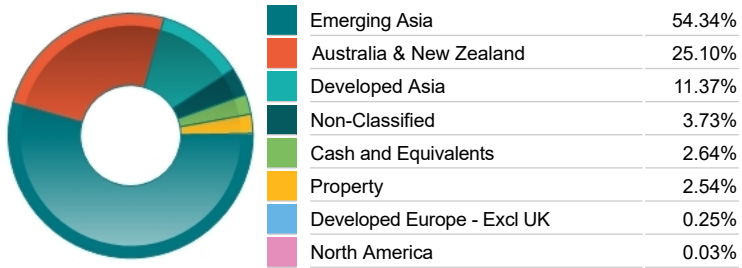 Emerging Asia 54.34%
Australia & New Zealand 25.10%
Developed Asia 11.37%
Non-Classified 3.73%
Cash and Equivalents 2.64%
Property 2.54%
Developed Europe - Excl UK 0.25%
North America 0.03%